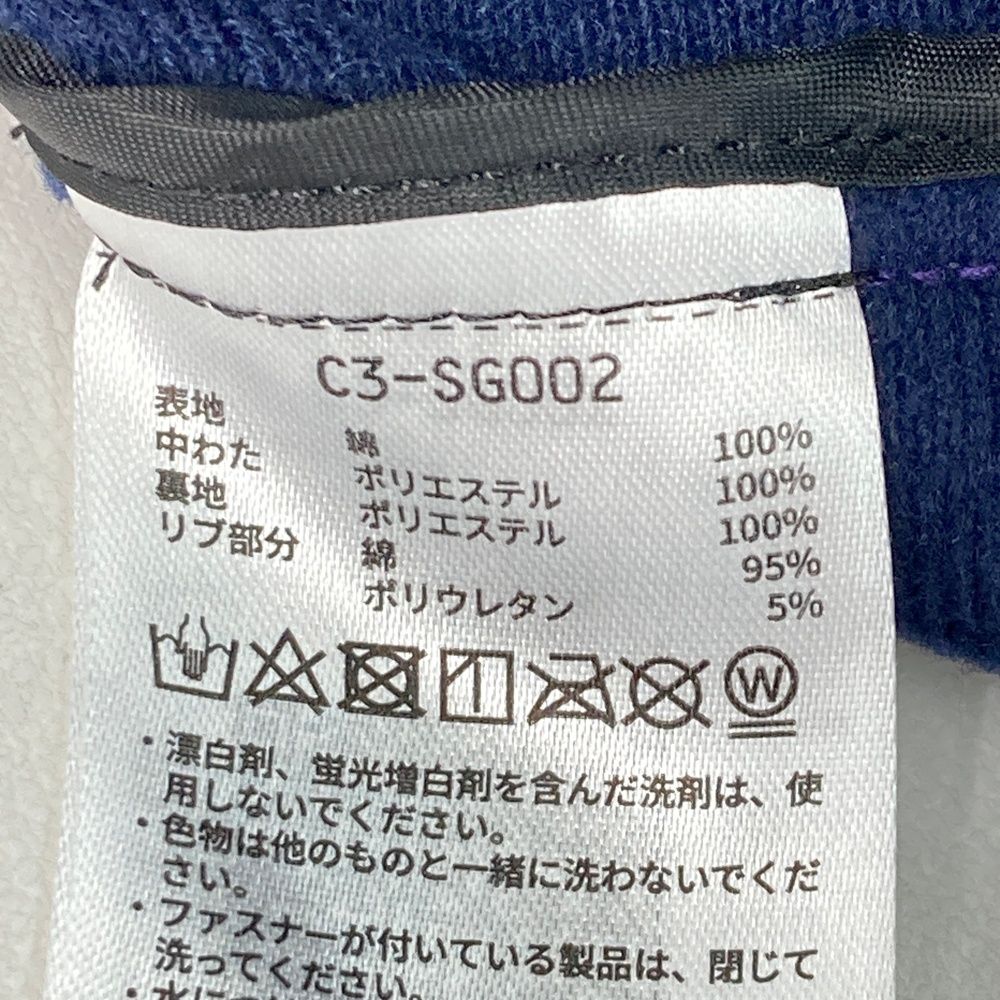 C3-SG002
表地 綿 100%
中わた ポリエステル 100%
裏地 ポリエステル 100%
リブ部分 綿 95%
ポリウレタン 5%
W
・漂白剤、蛍光増白剤を含んだ洗剤は、使
用しないでください。
・色物は他のものと一緒に洗わないでくだ
さい。
・ファスナーが付いている製品は、閉じて
洗ってください。
・水に